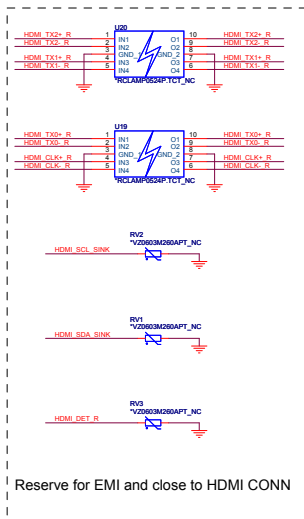 U20
HDMI_TX2+_R 1 IN1 O1 10 HDMI_TX2+_R
HDMI_TX2-_R 2 IN2 O2 9 HDMI_TX2-_R
3 GND_1 GND_2 8
HDMI_TX1+_R 4 IN3 O3 7 HDMI_TX1+_R
HDMI_TX1-_R 5 IN4 O4 6 HDMI_TX1-_R
*RCLAMP0524P.TCT_NC
U19
HDMI_TX0+_R 1 IN1 O1 10 HDMI_TX0+_R
HDMI_TX0-_R 2 IN2 O2 9 HDMI_TX0-_R
3 GND_1 GND_2 8
HDMI_CLK+_R 4 IN3 O3 7 HDMI_CLK+_R
HDMI_CLK-_R 5 IN4 O4 6 HDMI_CLK-_R
*RCLAMP0524P.TCT_NC
RV2
*VZ0603M260APT_NC
HDMI_SCL_SINK
RV1
*VZ0603M260APT_NC
HDMI_SDA_SINK
RV3
*VZ0603M260APT_NC
HDMI_DET_R
Reserve for EMI and close to HDMI CONN